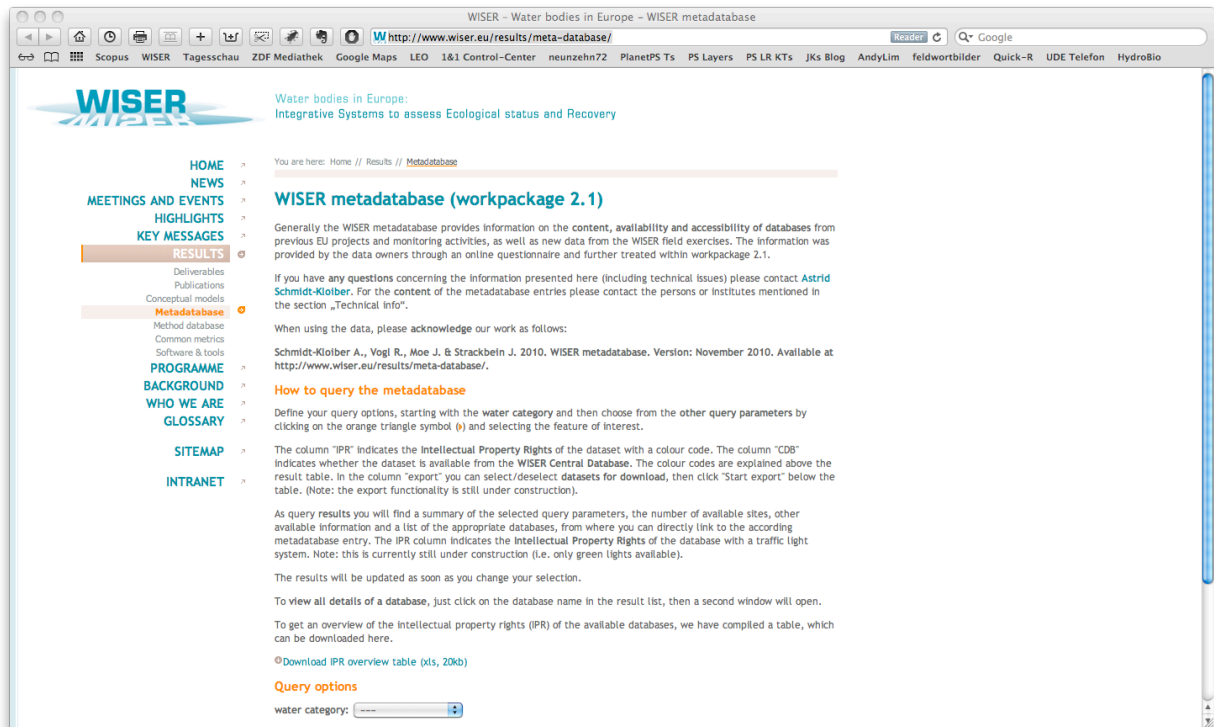 WISER – Water bodies in Europe – WISER metadatabase
http://www.wiser.eu/results/meta-database/
Reader
Google
Scopus WISER Tagesschau ZDF Mediathek Google Maps LEO 1&1 Control-Center neunzehn72 PlanetPS Ts PS Layers PS LR KTs JKs Blog AndyLim feldwortbilder Quick-R UDE Telefon HydroBio
WISER
Water bodies in Europe:
Integrative Systems to assess Ecological status and Recovery
HOME
NEWS
MEETINGS AND EVENTS
HIGHLIGHTS
KEY MESSAGES
RESULTS
Deliverables
Publications
Conceptual models
Metadatabase
Method database
Common metrics
Software & tools
PROGRAMME
BACKGROUND
WHO WE ARE
GLOSSARY
SITEMAP
INTRANET
You are here: Home // Results // Metadatabase
WISER metadatabase (workpackage 2.1)
Generally the WISER metadatabase provides information on the content, availability and accessibility of databases from
previous EU projects and monitoring activities, as well as new data from the WISER field exercises. The information was
provided by the data owners through an online questionnaire and further treated within workpackage 2.1.
If you have any questions concerning the information presented here (including technical issues) please contact Astrid
Schmidt-Kloiber. For the content of the metadatabase entries please contact the persons or institutes mentioned in
the section „Technical info“.
When using the data, please acknowledge our work as follows:
Schmidt-Kloiber A., Vogl R., Moe J. & Strackbein J. 2010. WISER metadatabase. Version: November 2010. Available at
http://www.wiser.eu/results/meta-database/.
How to query the metadatabase
Define your query options, starting with the water category and then choose from the other query parameters by
clicking on the orange triangle symbol () and selecting the feature of interest.
The column "IPR" indicates the Intellectual Property Rights of the dataset with a colour code. The column "CDB"
indicates whether the dataset is available from the WISER Central Database. The colour codes are explained above the
result table. In the column "export" you can select/deselect datasets for download, then click "Start export" below the
table. (Note: the export functionality is still under construction).
As query results you will find a summary of the selected query parameters, the number of available sites, other
available information and a list of the appropriate databases, from where you can directly link to the according
metadatabase entry. The IPR column indicates the Intellectual Property Rights of the database with a traffic light
system. Note: this is currently still under construction (i.e. only green lights available).
The results will be updated as soon as you change your selection.
To view all details of a database, just click on the database name in the result list, then a second window will open.
To get an overview of the intellectual property rights (IPR) of the available databases, we have compiled a table, which
can be downloaded here.
Download IPR overview table (xls, 20kb)
Query options
water category: ---